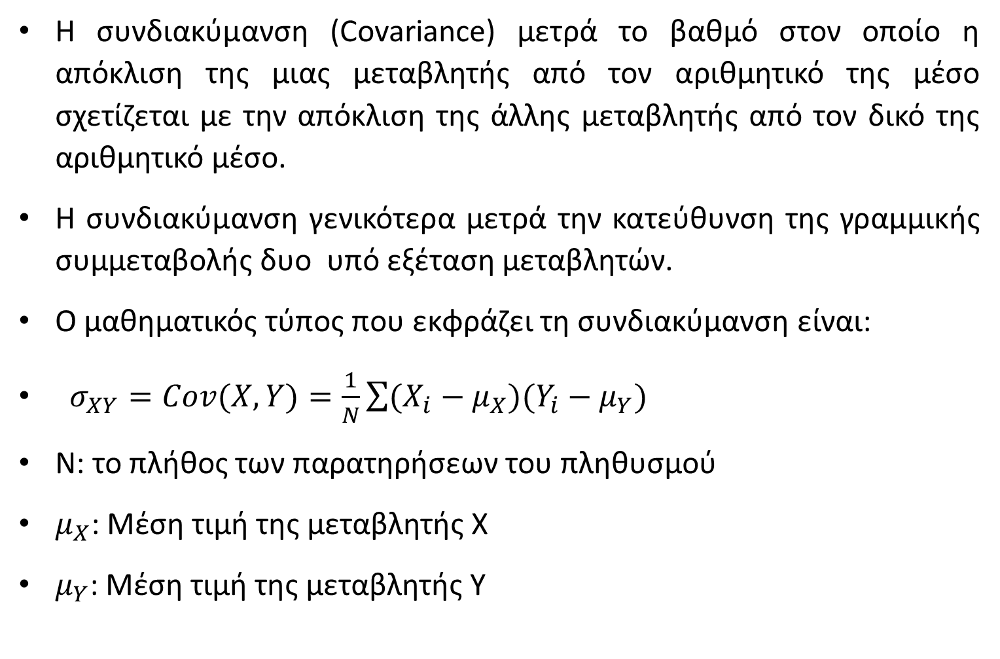 • Η συνδιακύμανση (Covariance) μετρά το βαθμό στον οποίο η
απόκλιση της μιας μεταβλητής από τον αριθμητικό της μέσο
σχετίζεται με την απόκλιση της άλλης μεταβλητής από τον δικό της
αριθμητικό μέσο.
• Η συνδιακύμανση γενικότερα μετρά την κατεύθυνση της γραμμικής
συμμεταβολής δυο υπό εξέταση μεταβλητών.
• Ο μαθηματικός τύπος που εκφράζει τη συνδιακύμανση είναι:
• $\sigma_{XY} = Cov(X, Y) = \frac{1}{N} \sum (X_i - \mu_X)(Y_i - \mu_Y)$
• Ν: το πλήθος των παρατηρήσεων του πληθυσμού
• $\mu_X$: Μέση τιμή της μεταβλητής Χ
• $\mu_Y$: Μέση τιμή της μεταβλητής Υ